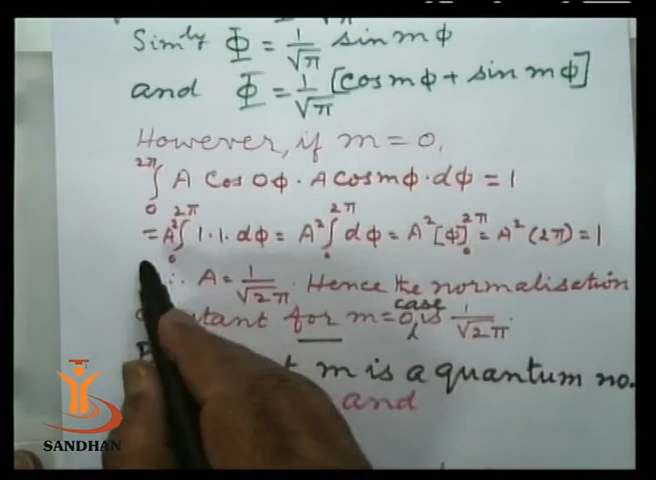 Simly Φ = 1/√π sin mϕ
and Φ = 1/√π [cos mϕ + sin mϕ]
However, if m = 0,
∫₀^2π A Cos 0ϕ · A cos mϕ · dϕ = 1
= A² ∫₀^2π 1 · 1 · dϕ = A² ∫₀^2π dϕ = A² [ϕ]₀^2π = A² (2π) = 1
∴ A = 1/√2π · Hence the normalisation
for m = 0, case is 1/√2π.
m is a quantum no.
and
SANDHAN